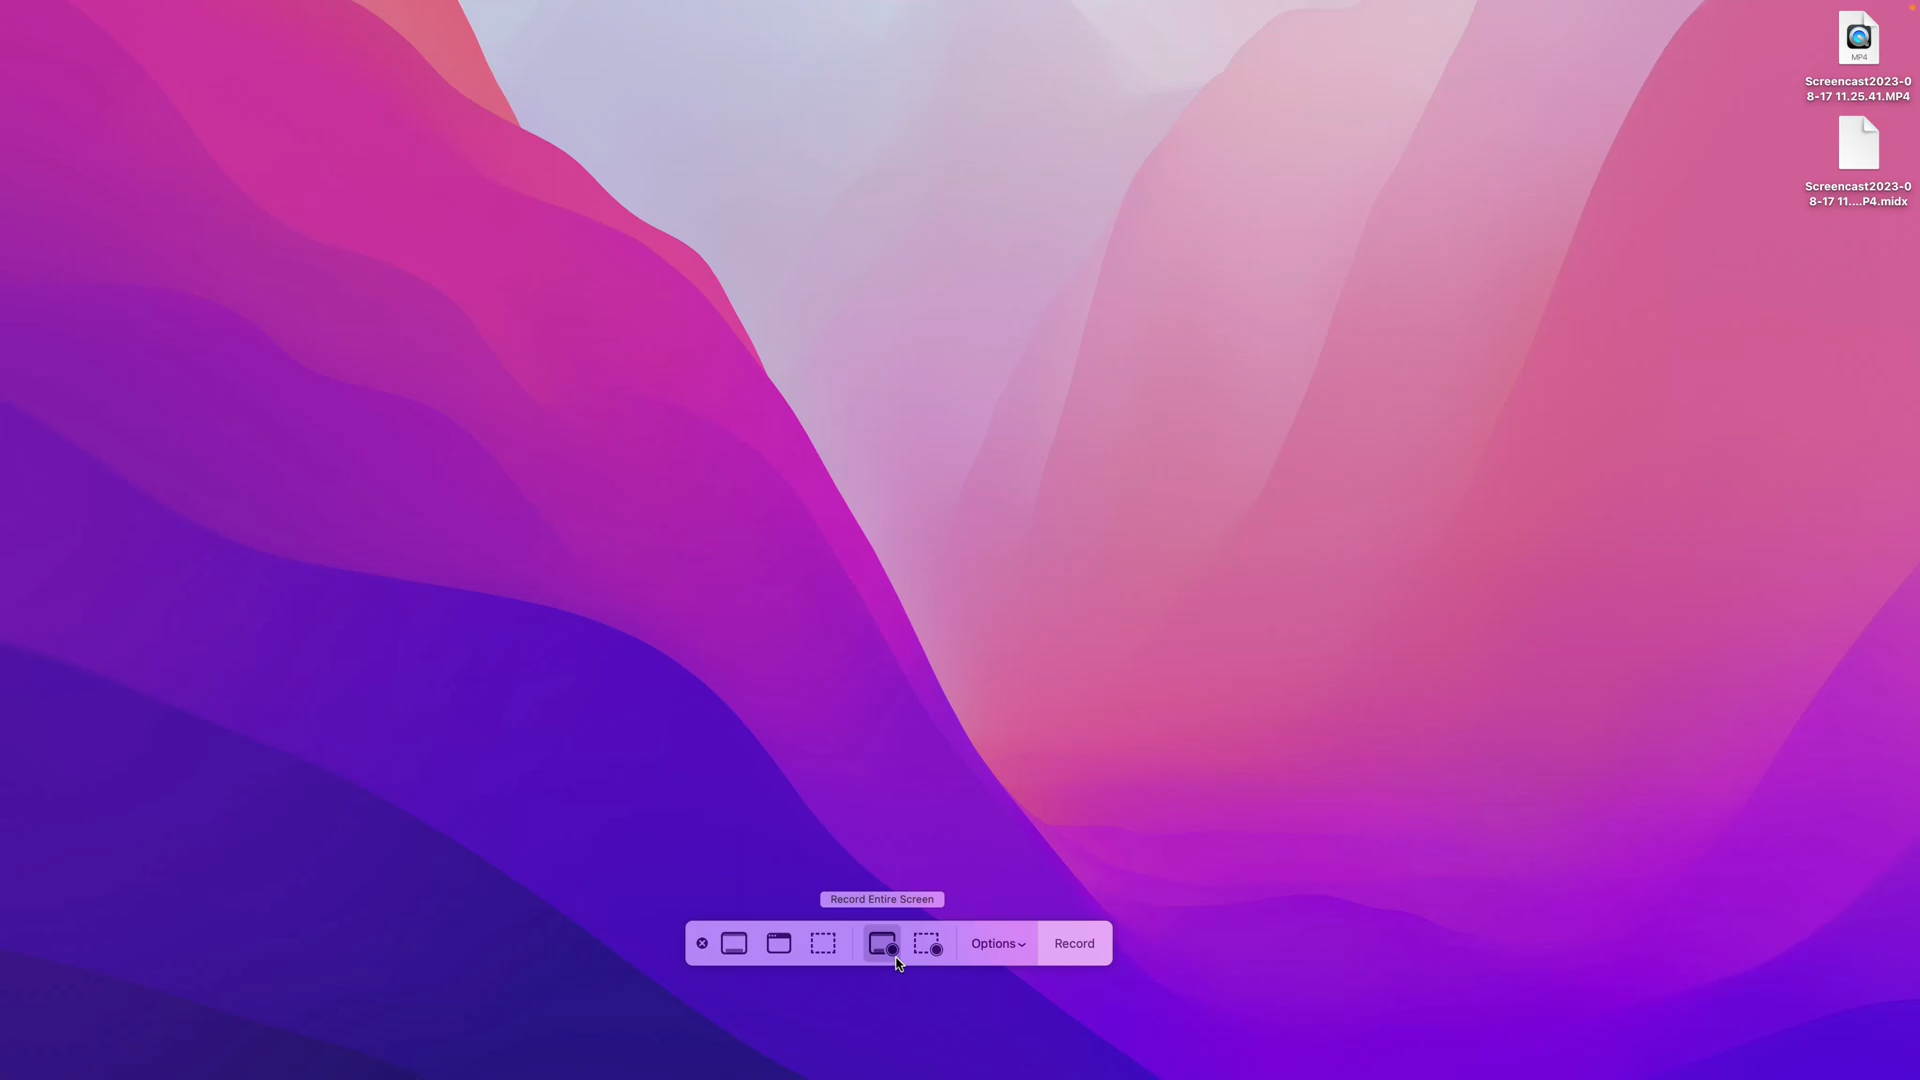 MP4
Screencast2023-0
8-17 11.25.41.MP4
Screencast2023-0
8-17 11....P4.midx
Record Entire Screen
Options
Record